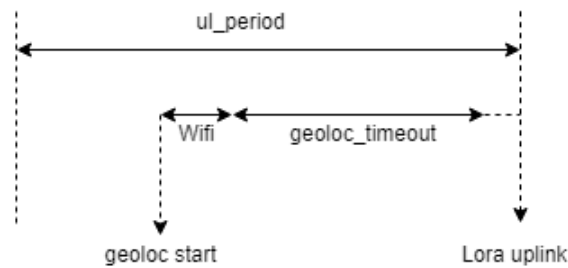 ul_period
Wifi
geoloc_timeout
geoloc start
Lora uplink